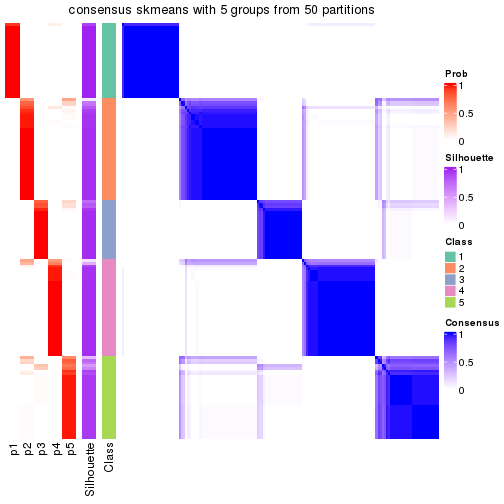 consensus skmeans with 5 groups from 50 partitions
Prob
1
0.5
0
Silhouette
1
0.5
0
Class
1
2
3
4
5
Consensus
1
0.5
0
p1
p2
p3
p4
p5
Silhouette
Class